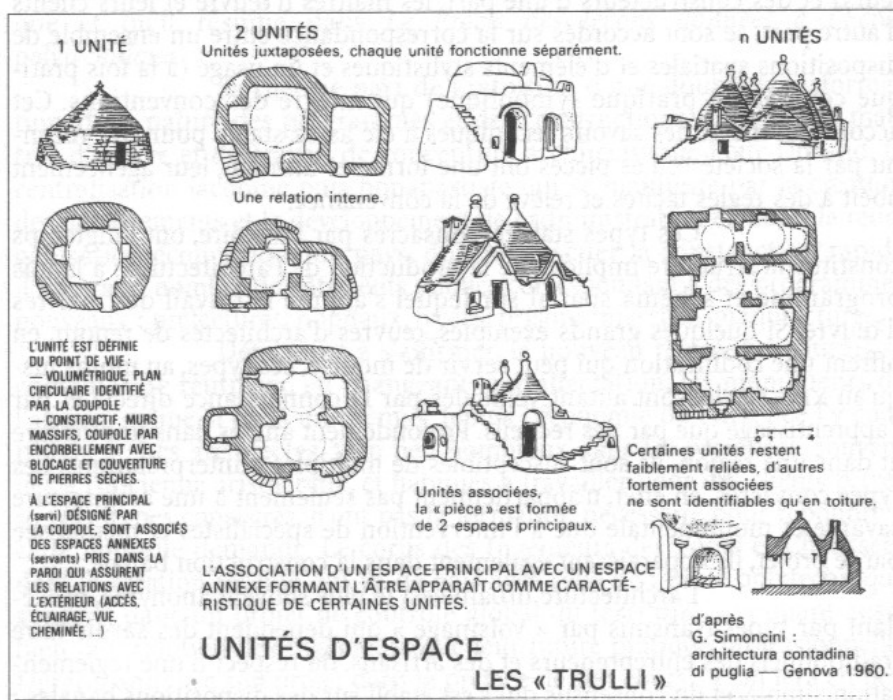 1 UNITÉ
2 UNITÉS
Unités juxtaposées, chaque unité fonctionne séparément.
n UNITÉS
Une relation interne.
L'UNITÉ EST DÉFINIE
DU POINT DE VUE :
— VOLUMÉTRIQUE, PLAN
CIRCULAIRE IDENTIFIÉ
PAR LA COUPOLE
— CONSTRUCTIF, MURS
MASSIFS, COUPOLE PAR
ENCORBELLEMENT AVEC
BLOCAGE ET COUVERTURE
DE PIERRES SÈCHES.
A L'ESPACE PRINCIPAL
(servi) DÉSIGNÉ PAR
LA COUPOLE, SONT ASSOCIÉS
DES ESPACES ANNEXES
(servants) PRIS DANS LA
PAROI QUI ASSURENT
LES RELATIONS AVEC
L'EXTÉRIEUR (ACCÈS,
ÉCLAIRAGE, VUE,
CHEMINÉE...).
Unités associées,
la « pièce » est formée
de 2 espaces principaux.
Certaines unités restent
faiblement reliées, d'autres
fortement associées
ne sont identifiables qu'en toiture.
L'ASSOCIATION D'UN ESPACE PRINCIPAL AVEC UN ESPACE
ANNEXE FORMANT L'ÂTRE APPARAÎT COMME CARACTÉ-
RISTIQUE DE CERTAINES UNITÉS.
UNITÉS D'ESPACE
LES « TRULLI »
d'après
G. Simoncini :
architettura contadina
di puglia — Genova 1960.